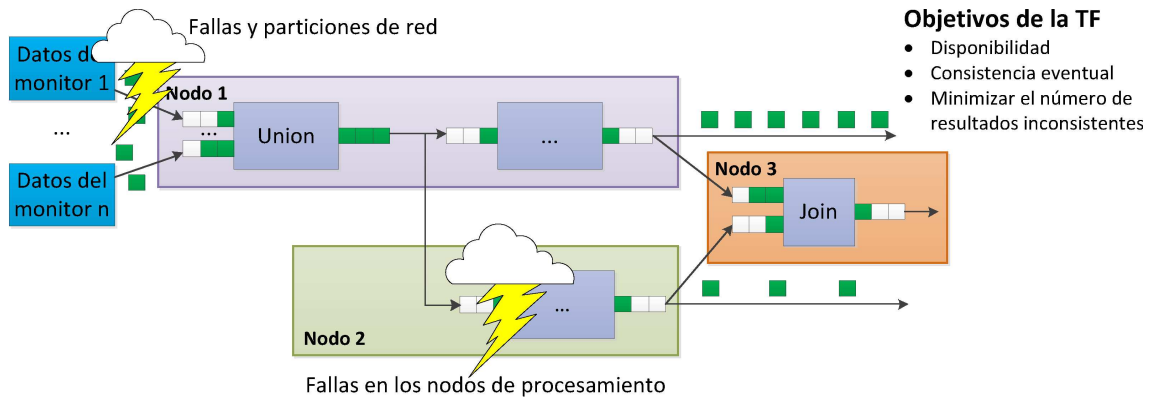 Fallas y particiones de red
Objetivos de la TF
• Disponibilidad
• Consistencia eventual
• Minimizar el número de
resultados inconsistentes
Datos d
monitor 1
...
Datos del
monitor n
Nodo 1
...
Union
...
Nodo 3
Join
...
Nodo 2
Fallas en los nodos de procesamiento